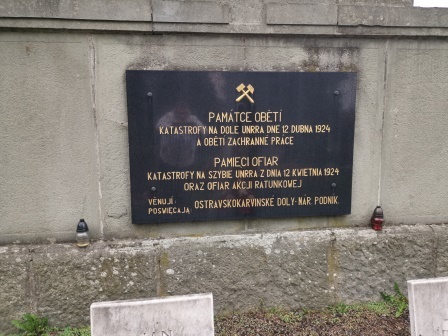 PAMÁTCE OBĚTÍ
KATASTROFY NA DOLE UNRRA DNE 12 DUBNA 1924
A OBĚTÍ ZACHRANNÉ PRÁCE
PAMIĘCI OFIAR
KATASTROFY NA SZYBIE UNRRA Z DNIA 12 KWIETNIA 1924
ORAZ OFIAR AKCJI RATUNKOWEJ
VĚNUJÍ
POŚWIĘCAJĄ: OSTRAVSKOKARVINSKÉ DOLY-NÁR. PODNIK